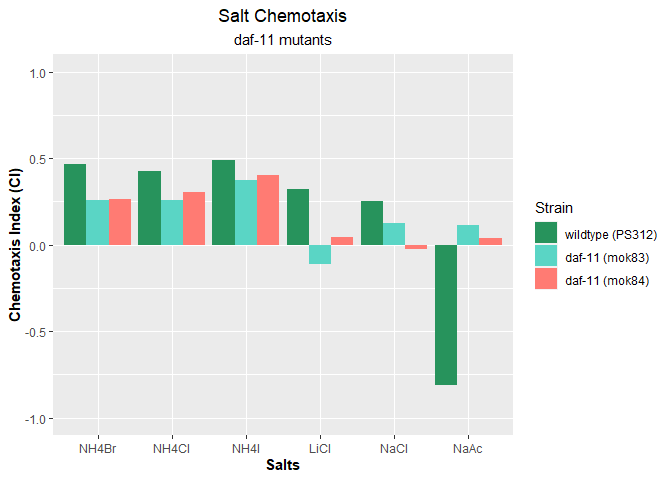 Salt Chemotaxis
daf-11 mutants
Chemotaxis Index (CI)
1.0
0.5
0.0
-0.5
-1.0
NH4Br NH4Cl NH4I LiCl NaCl NaAc
Salts
Strain
wildtype (PS312)
daf-11 (mok83)
daf-11 (mok84)